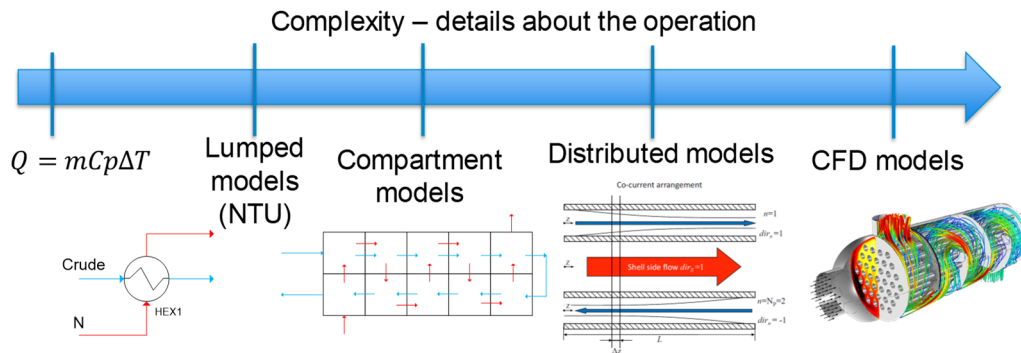 Complexity – details about the operation
Q = mCpΔT
Lumped
models
(NTU)
Compartment
models
Distributed models
CFD models
Crude
N
HEX1
Co-current arrangement
z
n=1
dirₙ=1
z
Shell side flow dirₛ=1
z
n=Nₚ=2
dirₙ= -1
Δz
L